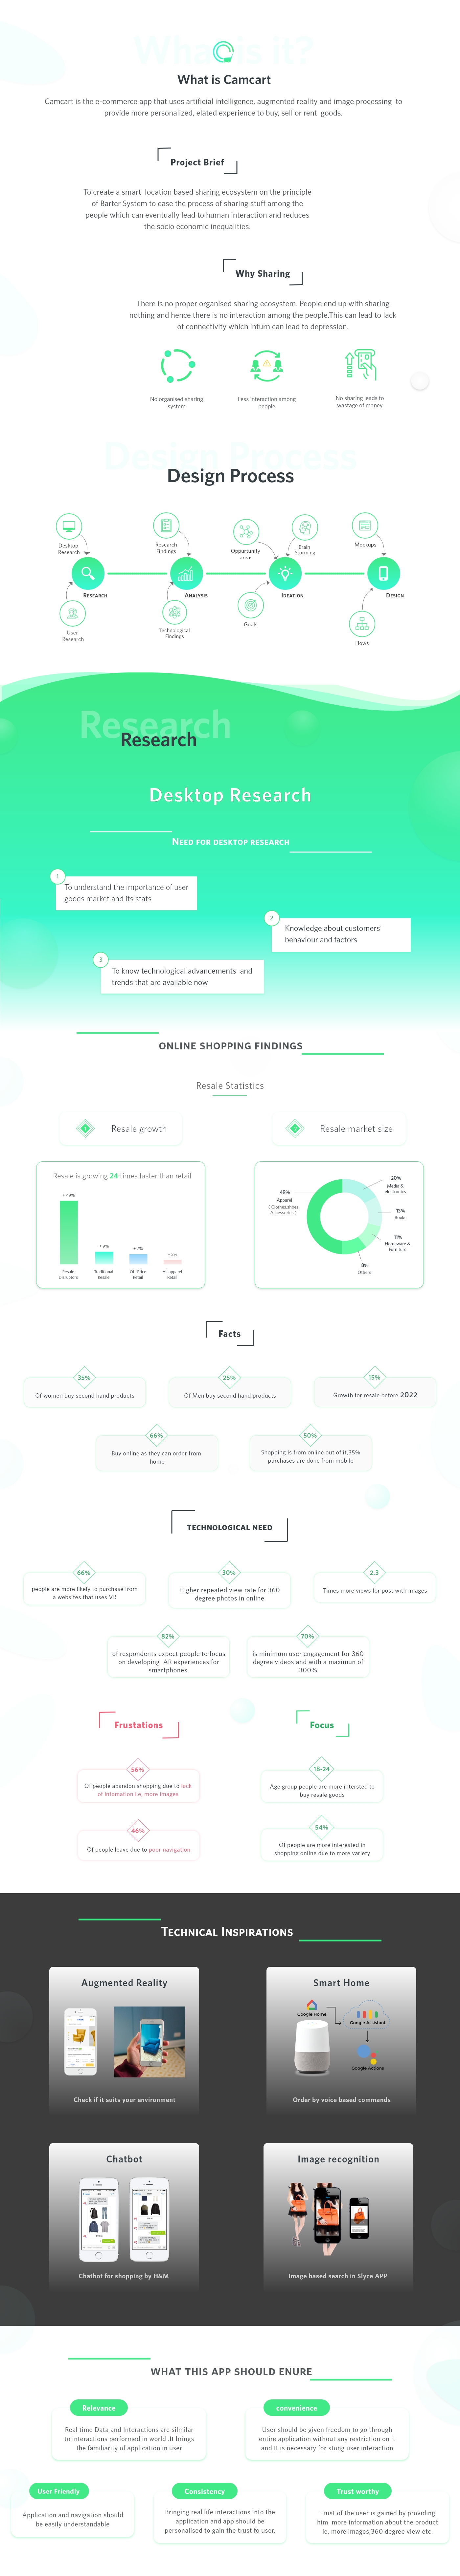 What is it?
What is Camcart
Camcart is the e-commerce app that uses artificial intelligence, augmented reality and image processing to
provide more personalized, elated experience to buy, sell or rent goods.
Project Brief
To create a smart location based sharing ecosystem on the principle
of Barter System to ease the process of sharing stuff among the
people which can eventually lead to human interaction and reduces
the socio economic inequalities.
Why Sharing
There is no proper organised sharing ecosystem. People end up with sharing
nothing and hence there is no interaction among the people.This can lead to lack
of connectivity which inturn can lead to depression.
No organised sharing
system
Less interaction among
people
No sharing leads to
wastage of money
Design Process
Design Process
Desktop
Research
Research
Findings
Oppurtunity
areas
Brain
Storming
Mockups
RESEARCH
ANALYSIS
IDEATION
DESIGN
User
Research
Technological
Findings
Goals
Flows
Research
Research
Desktop Research
NEED FOR DESKTOP RESEARCH
1
To understand the importance of user
goods market and its stats
2
Knowledge about customers'
behaviour and factors
3
To know technological advancements and
trends that are available now
ONLINE SHOPPING FINDINGS
Resale Statistics
Resale growth
Resale market size
Resale is growing 24 times faster than retail
+ 49%
+ 9%
+ 7%
+ 2%
Resale
Disruptors
Traditional
Resale
Off-Price
Retail
All apparel
Retail
49%
Apparel
( Clothes,shoes,
Accessories )
20%
Media &
electronics
13%
Books
11%
Homeware &
Furniture
8%
Others
Facts
35%
Of women buy second hand products
25%
Of Men buy second hand products
15%
Growth for resale before 2022
66%
Buy online as they can order from
home
50%
Shopping is from online out of it,35%
purchases are done from mobile
TECHNOLOGICAL NEED
66%
people are more likely to purchase from
a websites that uses VR
30%
Higher repeated view rate for 360
degree photos in online
2.3
Times more views for post with images
82%
of respondents expect people to focus
on developing AR experiences for
smartphones.
70%
is minimum user engagement for 360
degree videos and with a maximun of
300%
Frustations
Focus
56%
Of people abandon shopping due to lack
of infomation i.e, more images
18-24
Age group people are more intersted to
buy resale goods
46%
Of people leave due to poor navigation
54%
Of people are more interested in
shopping online due to more variety
TECHNICAL INSPIRATIONS
Augmented Reality
Check if it suits your environment
Smart Home
Google Home
Google Assistant
Google Actions
Order by voice based commands
Chatbot
Chatbot for shopping by H&M
Image recognition
Image based search in Slyce APP
WHAT THIS APP SHOULD ENURE
Relevance
Real time Data and Interactions are silmilar
to interactions performed in world .It brings
the familiarity of application in user
convenience
User should be given freedom to go through
entire application without any restriction on it
and It is necessary for stong user interaction
User Friendly
Application and navigation should
be easily understandable
Consistency
Bringing real life interactions into the
application and app should be
personalised to gain the trust fo user.
Trust worthy
Trust of the user is gained by providing
him more information about the product
ie, more images,360 degree view etc.